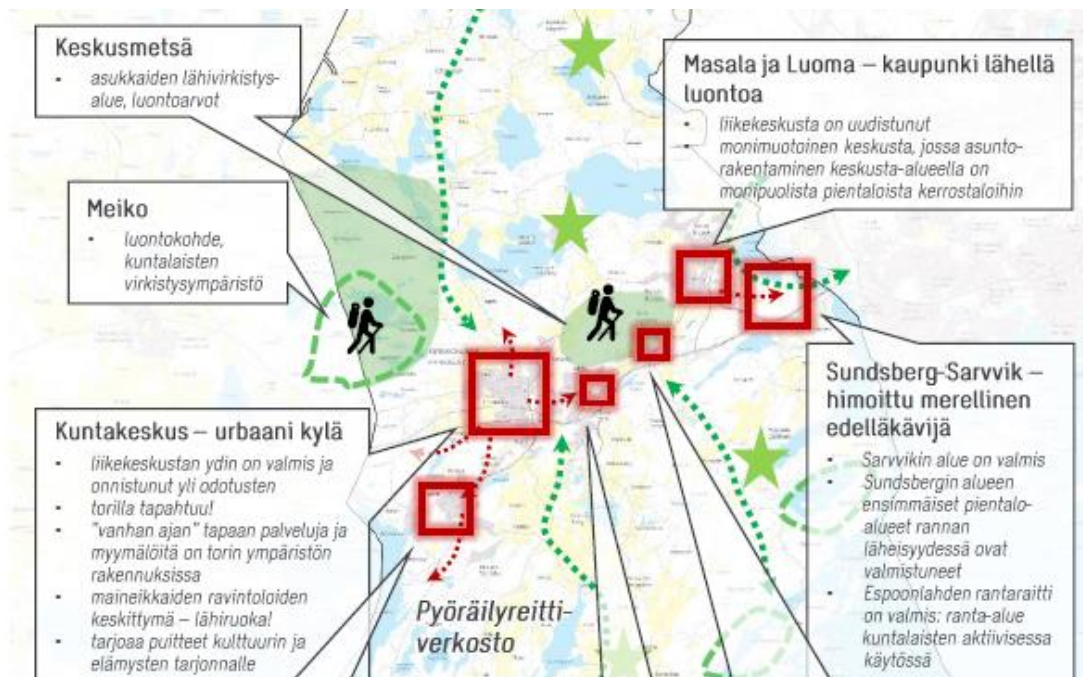 Keskusmetsä
▪ asukkaiden lähivirkistys-
alue, luontoarvot
Meiko
▪ luontokohde,
kuntalaisten
virkistysympäristö
Masala ja Luoma – kaupunki lähellä
luontoa
▪ liikekeskusta on uudistunut
▪ monimuotoinen keskusta, jossa asunto-
rakentaminen keskusta-alueella on
monipuolista pientaloista kerrostaloihin
Kuntakeskus – urbaani kylä
▪ liikekeskustan ydin on valmis ja
onnistunut yli odotusten
▪ torilla tapahtuu!
▪ "vanhan ajan" tapaan palveluja ja
myymälöitä on torin ympäristön
rakennuksissa
▪ maineikkaiden ravintoloiden
keskittymä – lähiruoka!
▪ tarjoaa puitteet kulttuurin ja
elämysten tarjonnalle
Pyöräilyreitti-
verkosto
Sundsberg-Sarvvik –
himoittu merellinen
edelläkävijä
▪ Sarvvikin alue on valmis
▪ Sundsbergin alueen
ensimmäiset pientalo-
alueet rannan
läheisyydessä ovat
valmistuneet
▪ Espoonlahden rantaraitti
on valmis: ranta-alue
kuntalaisten aktiivisessa
käytössä